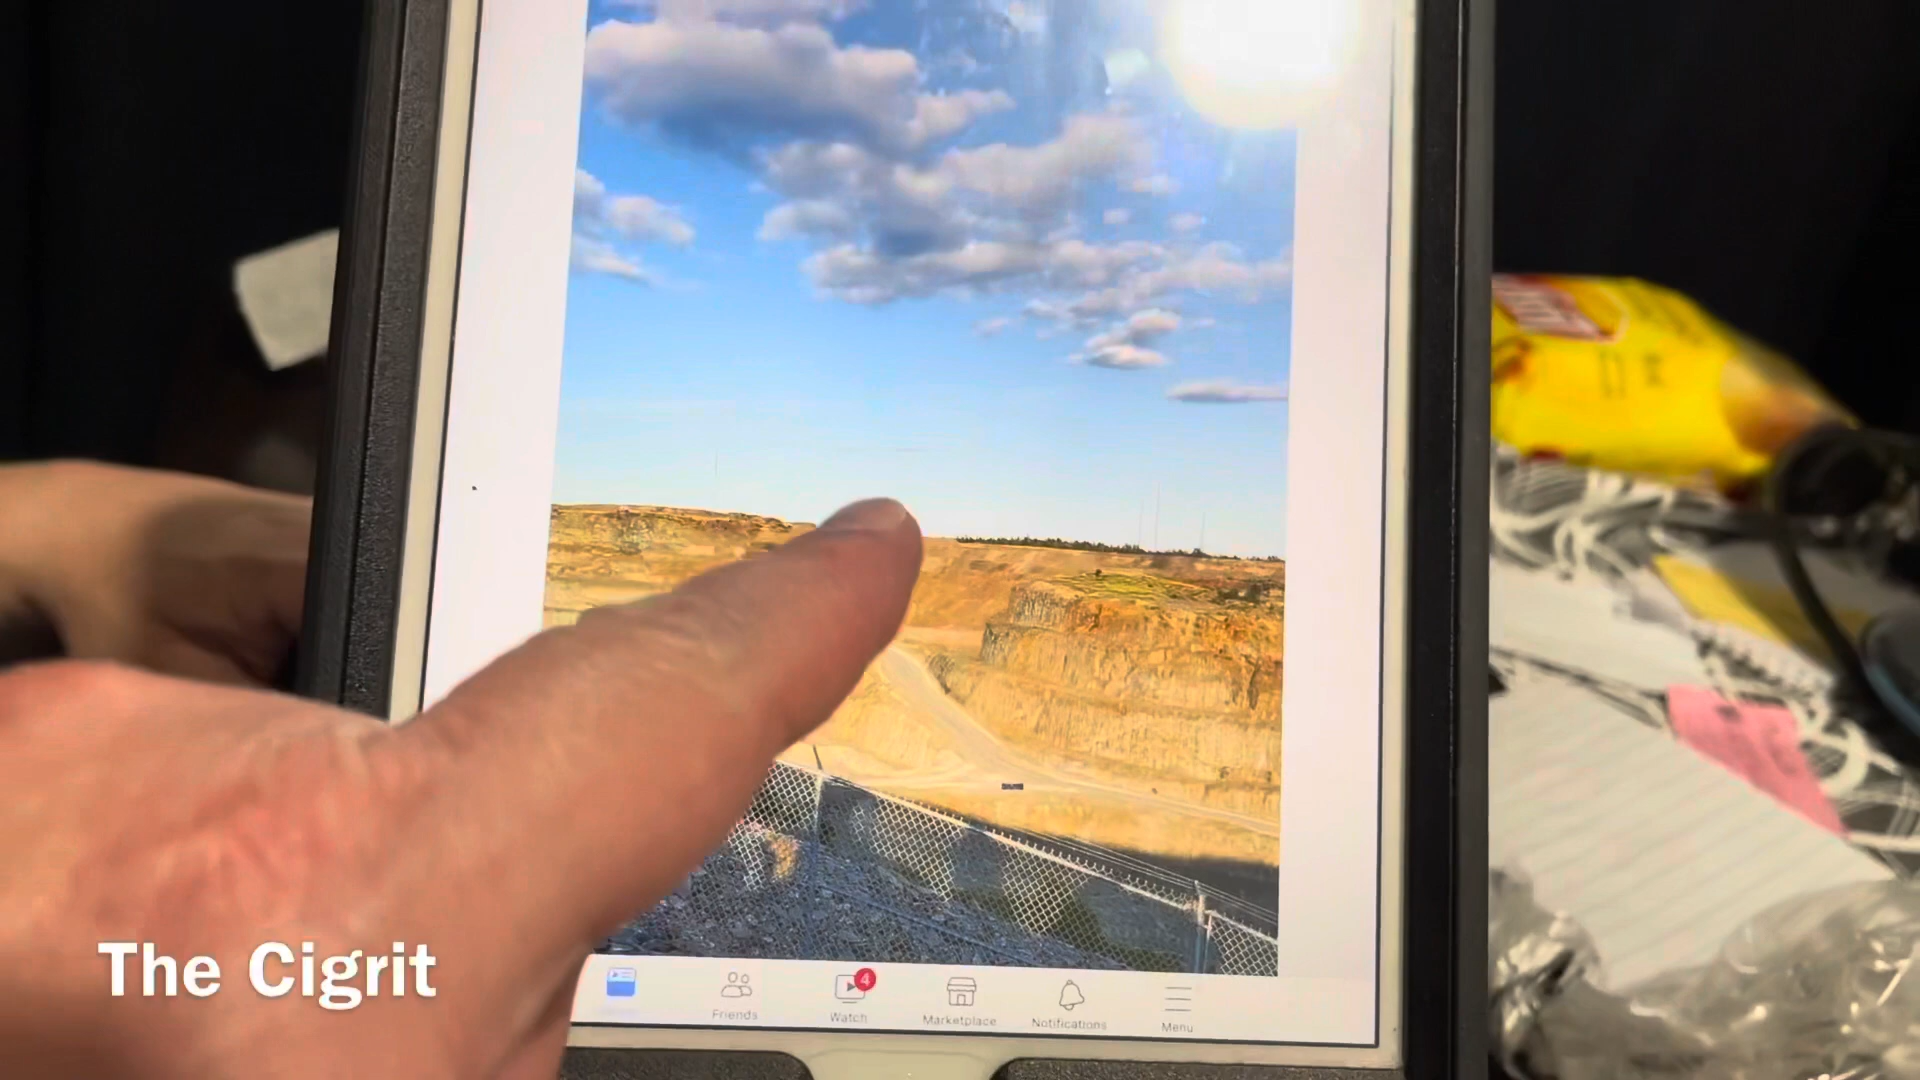 The Cigrit
4
Friends
Watch
Marketplace
Notifications
Menu